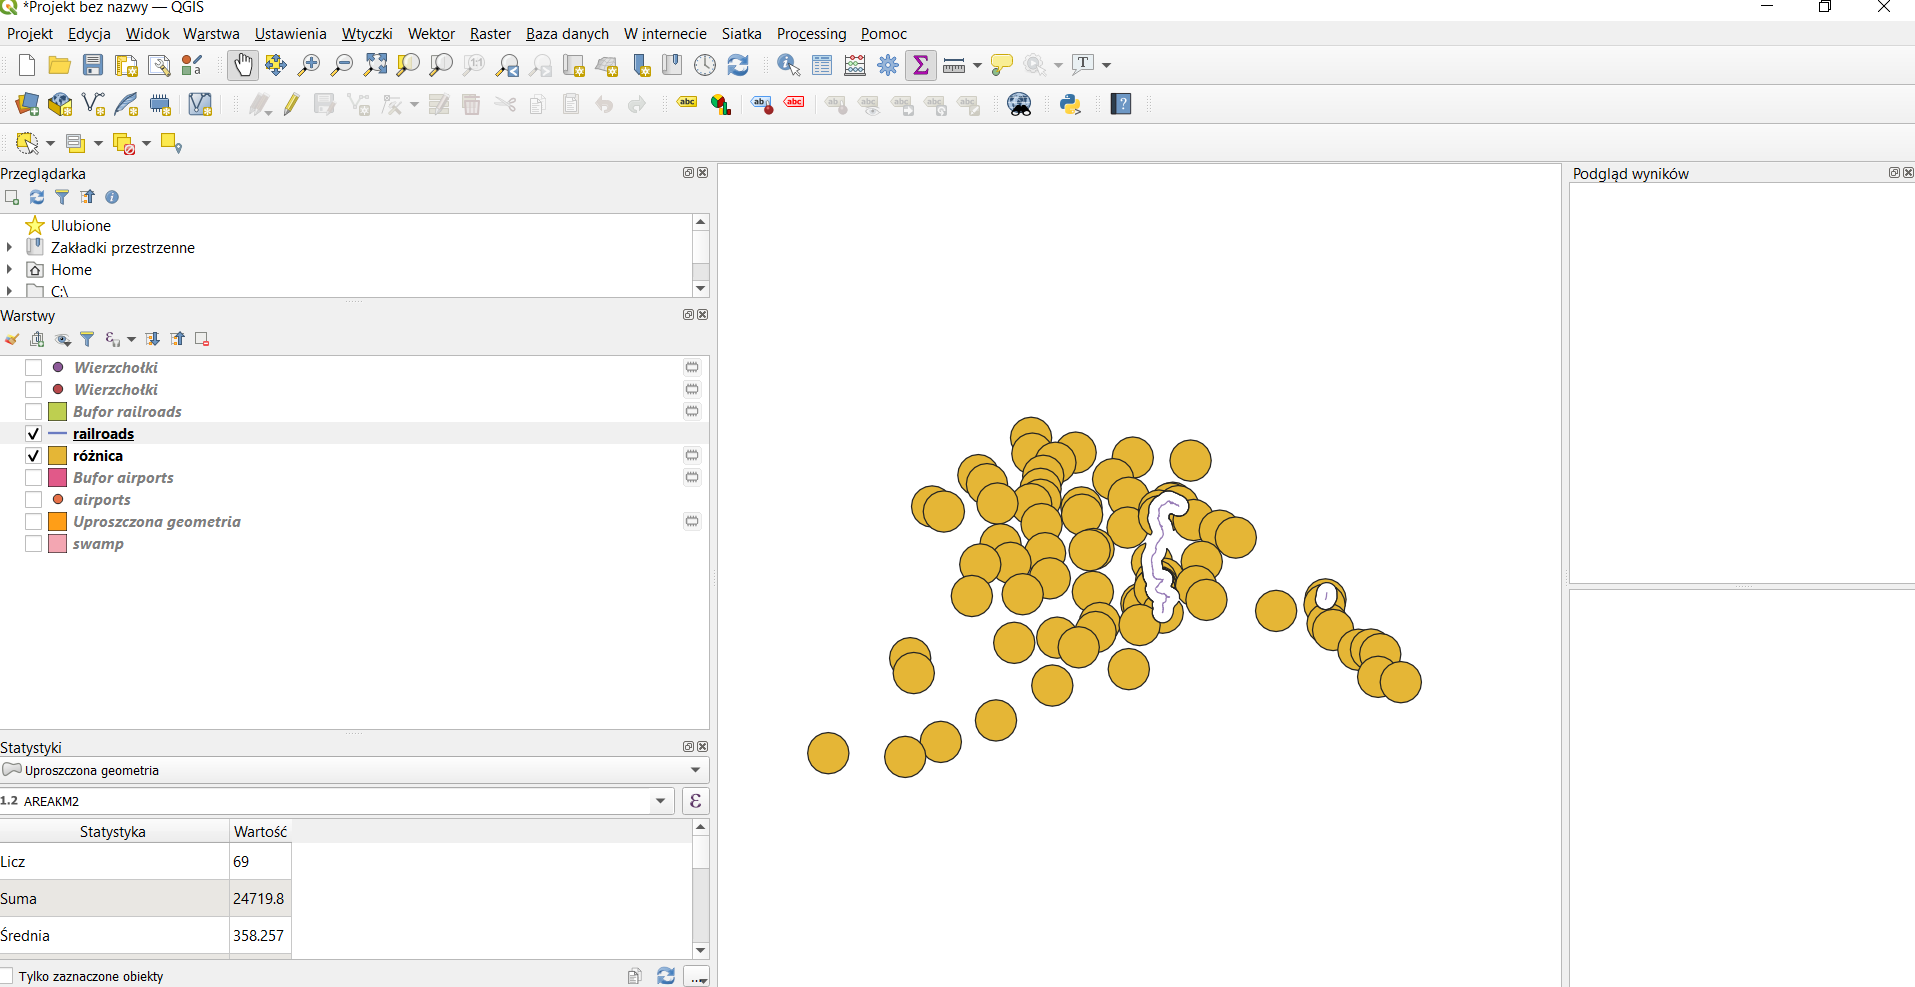 *Projekt bez nazwy — QGIS
Projekt Edycja Widok Warstwa Ustawienia Wtyczki Wektor Raster Baza danych W internecie Siatka Processing Pomoc
Przeglądarka
Ulubione
Zakładki przestrzenne
Home
C:\
Warstwy
Wierzchołki
Wierzchołki
Bufor railroads
railroads
różnica
Bufor airports
airports
Uproszczona geometria
swamp
Statystyki
Uproszczona geometria
1.2 AREAKM2
ε
Statystyka Wartość
Licz 69
Suma 24719.8
Średnia 358.257
Tylko zaznaczone obiekty
...
Podgląd wyników